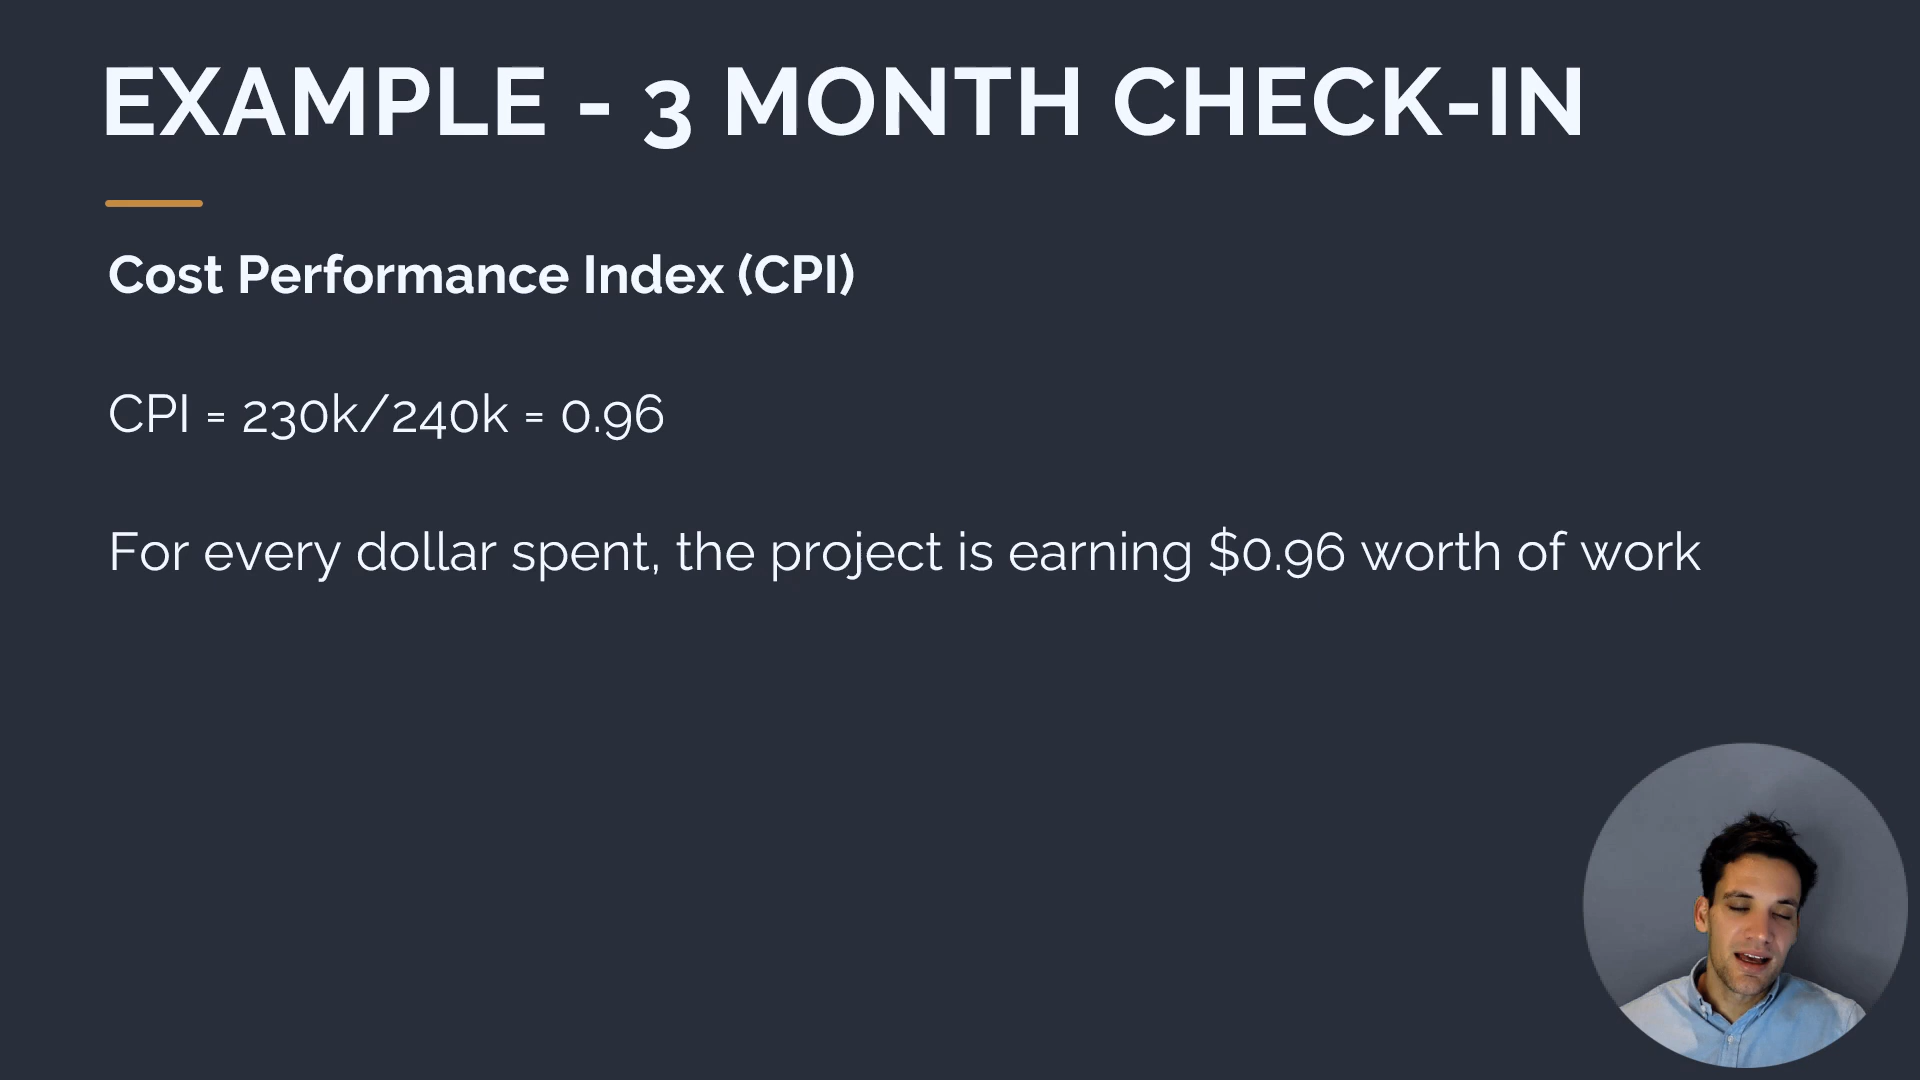 EXAMPLE - 3 MONTH CHECK-IN
Cost Performance Index (CPI)
CPI = 230k/240k = 0.96
For every dollar spent, the project is earning $0.96 worth of work